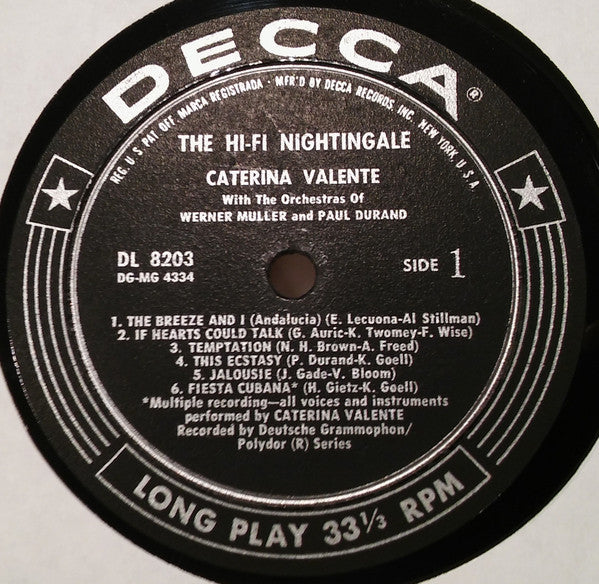 DECCA®
REG. U S PAT OFF. MARCA REGISTRADA • MFR'D BY DECCA RECORDS, INC., NEW YORK, U. S. A
THE HI-FI NIGHTINGALE
CATERINA VALENTE
With The Orchestras Of
WERNER MULLER and PAUL DURAND
DL 8203
DG-MG 4334
SIDE 1
1. THE BREEZE AND I (Andalucia) (E. Lecuona-Al Stillman)
2. IF HEARTS COULD TALK (G. Auric-K. Twomey-F. Wise)
3. TEMPTATION (N. H. Brown-A. Freed)
4. THIS ECSTASY (P. Durand-K. Goell)
5. JALOUSIE (J. Gade-V. Bloom)
6. FIESTA CUBANA* (H. Gietz-K. Goell)
*Multiple recording—all voices and instruments
performed by CATERINA VALENTE
Recorded by Deutsche Grammophon/
Polydor (R) Series
LONG PLAY 33⅓ RPM